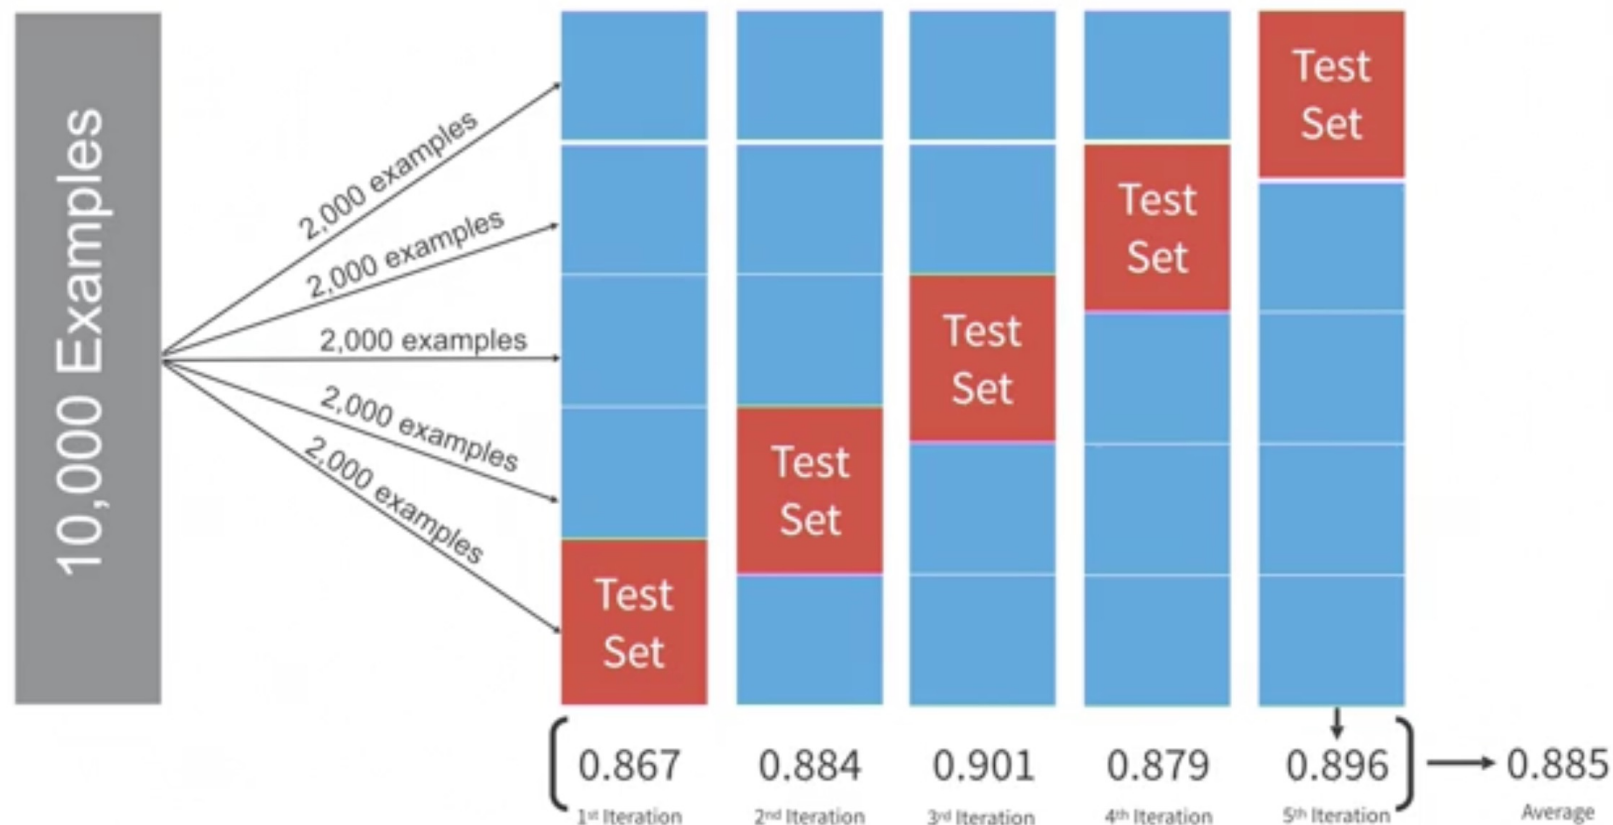 10,000 Examples
2,000 examples
2,000 examples
2,000 examples
2,000 examples
2,000 examples
Test
Set
Test
Set
Test
Set
Test
Set
Test
Set
0.867
0.884
0.901
0.879
0.896
0.885
1st Iteration
2nd Iteration
3rd Iteration
4th Iteration
5th Iteration
Average